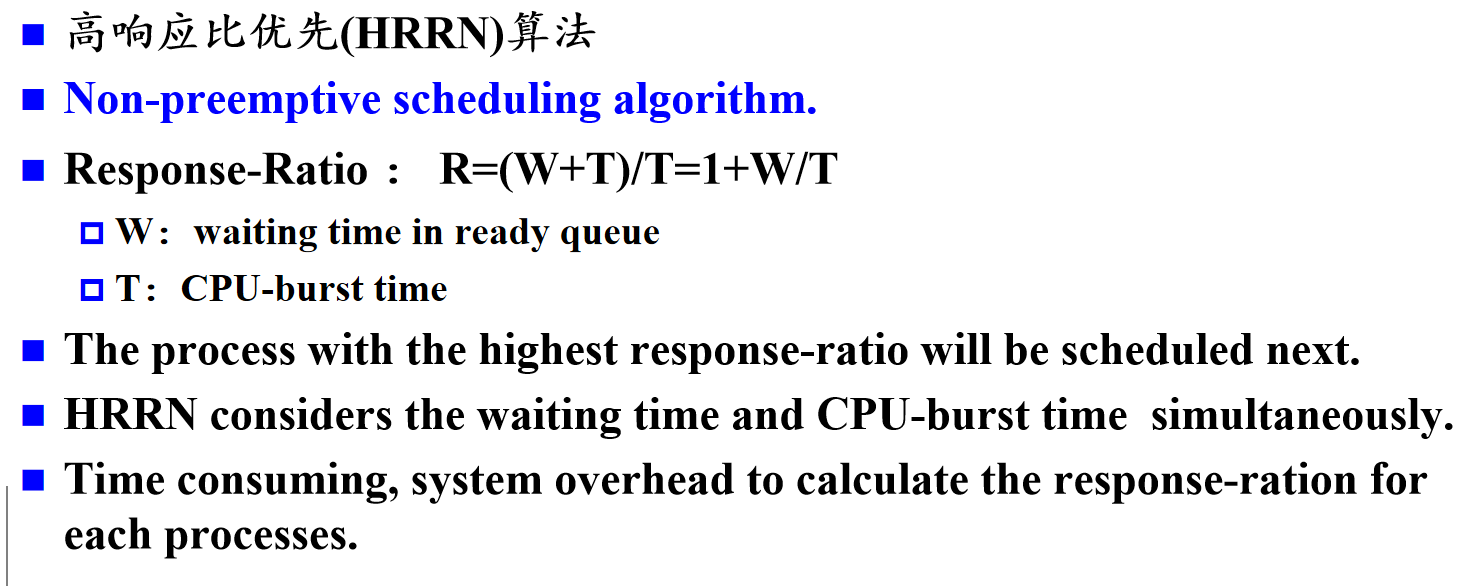 高响应比优先(HRRN)算法
Non-preemptive scheduling algorithm.
Response-Ratio： R=(W+T)/T=1+W/T
W：waiting time in ready queue
T：CPU-burst time
The process with the highest response-ratio will be scheduled next.
HRRN considers the waiting time and CPU-burst time simultaneously.
Time consuming, system overhead to calculate the response-ration for
each processes.